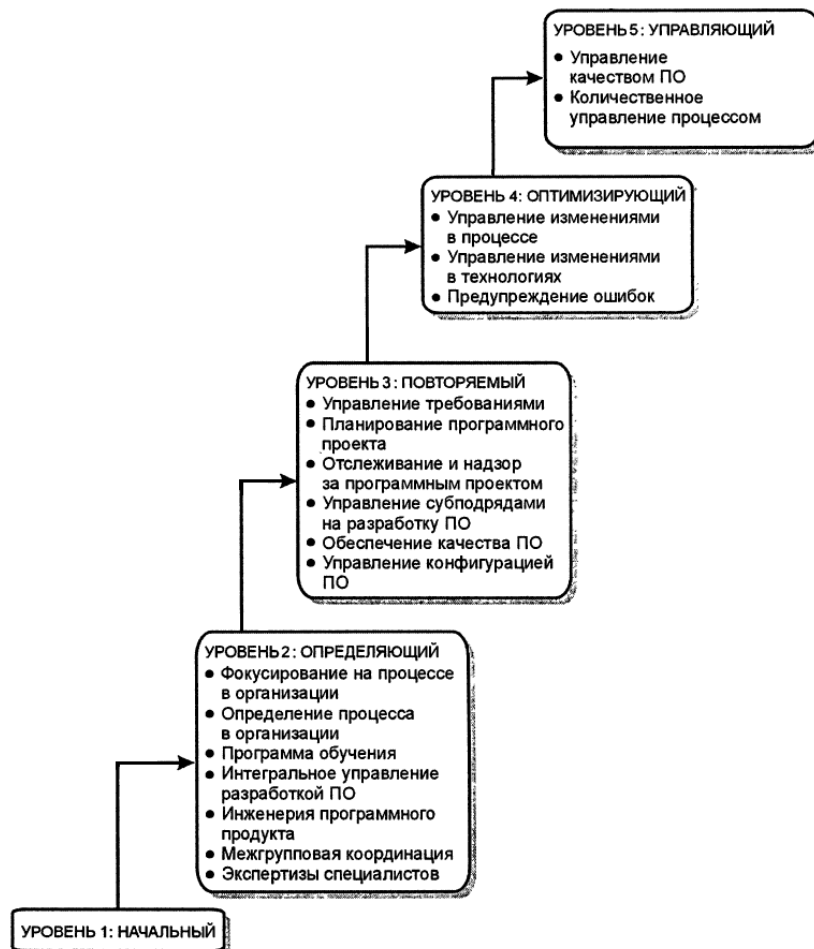 УРОВЕНЬ 5: УПРАВЛЯЮЩИЙ
● Управление
качеством ПО
● Количественное
управление процессом
УРОВЕНЬ 4: ОПТИМИЗИРУЮЩИЙ
● Управление изменениями
в процессе
● Управление изменениями
в технологиях
● Предупреждение ошибок
УРОВЕНЬ 3: ПОВТОРЯЕМЫЙ
● Управление требованиями
● Планирование программного
проекта
● Отслеживание и надзор
за программным проектом
● Управление субподрядами
на разработку ПО
● Обеспечение качества ПО
● Управление конфигурацией
ПО
УРОВЕНЬ 2: ОПРЕДЕЛЯЮЩИЙ
● Фокусирование на процессе
в организации
● Определение процесса
в организации
● Программа обучения
● Интегральное управление
разработкой ПО
● Инженерия программного
продукта
● Межгрупповая координация
● Экспертизы специалистов
УРОВЕНЬ 1: НАЧАЛЬНЫЙ